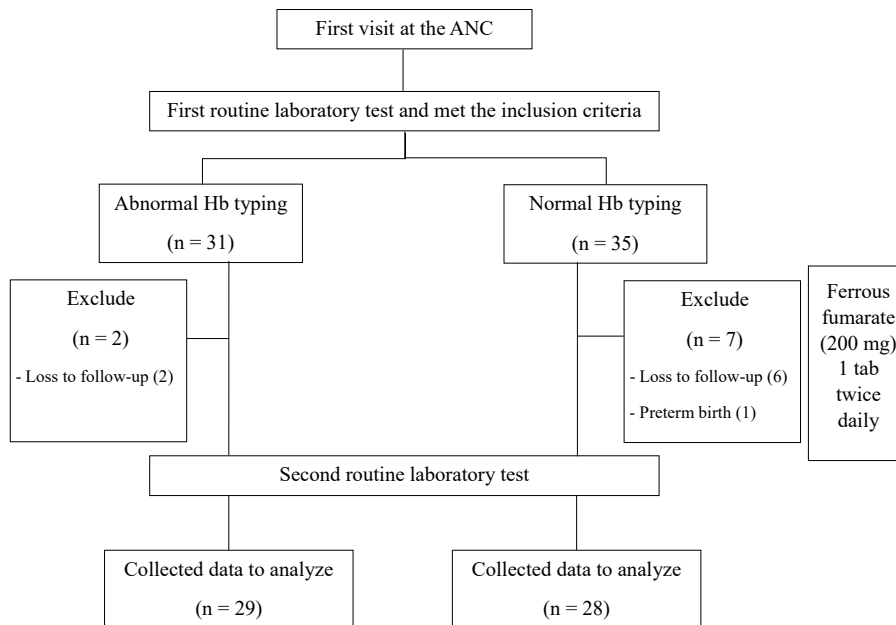 First visit at the ANC
First routine laboratory test and met the inclusion criteria
Abnormal Hb typing
(n = 31)
Normal Hb typing
(n = 35)
Exclude
(n = 2)
- Loss to follow-up (2)
Exclude
(n = 7)
- Loss to follow-up (6)
- Preterm birth (1)
Ferrous
fumarate
(200 mg)
1 tab
twice
daily
Second routine laboratory test
Collected data to analyze
(n = 29)
Collected data to analyze
(n = 28)